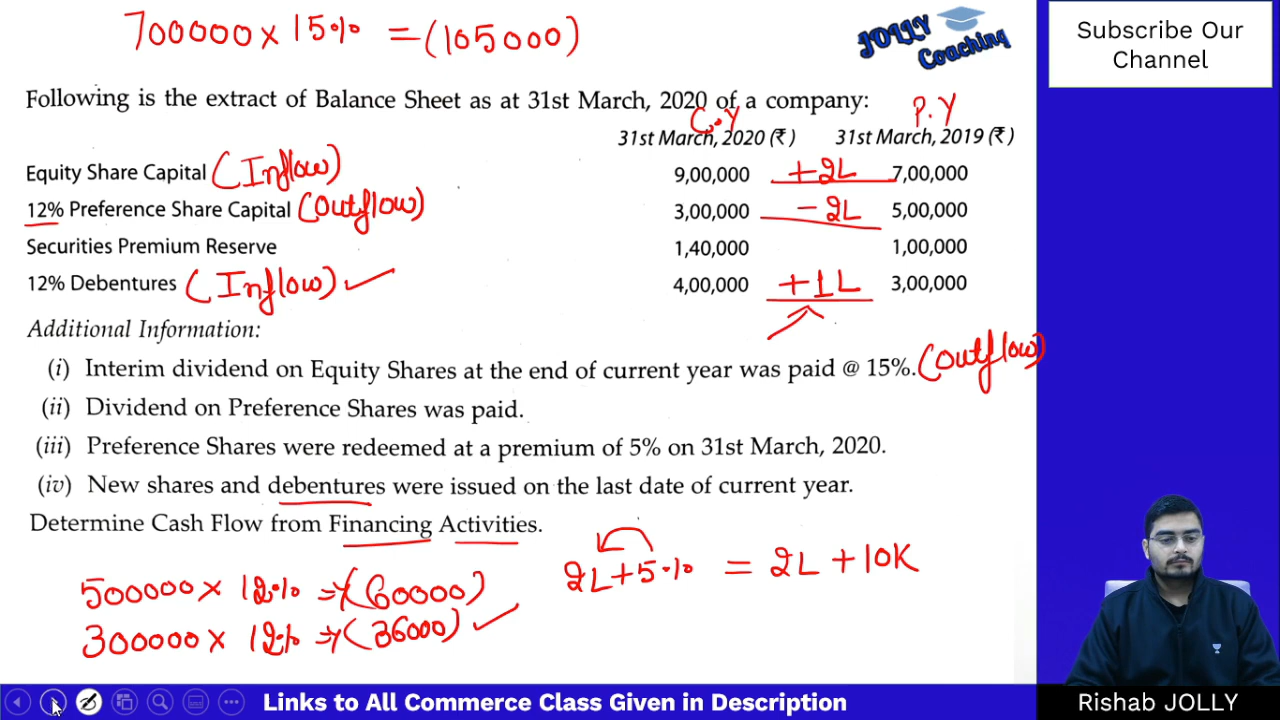 700000 × 15% = (105000)
JOLLY Coaching
Subscribe Our
Channel
Following is the extract of Balance Sheet as at 31st March, 2020 of a company:
C.Y P.Y
31st March, 2020 (₹) 31st March, 2019 (₹)
Equity Share Capital (Inflow) 9,00,000 +2L 7,00,000
12% Preference Share Capital (Outflow) 3,00,000 -2L 5,00,000
Securities Premium Reserve 1,40,000 1,00,000
12% Debentures (Inflow) ✓ 4,00,000 +1L 3,00,000
Additional Information:
(i) Interim dividend on Equity Shares at the end of current year was paid @ 15%. (Outflow)
(ii) Dividend on Preference Shares was paid.
(iii) Preference Shares were redeemed at a premium of 5% on 31st March, 2020.
(iv) New shares and debentures were issued on the last date of current year.
Determine Cash Flow from Financing Activities.
2L+5% = 2L+10K
500000 × 12% ⇒ (60000)
300000 × 12% ⇒ (36000) ✓
Links to All Commerce Class Given in Description
Rishab JOLLY